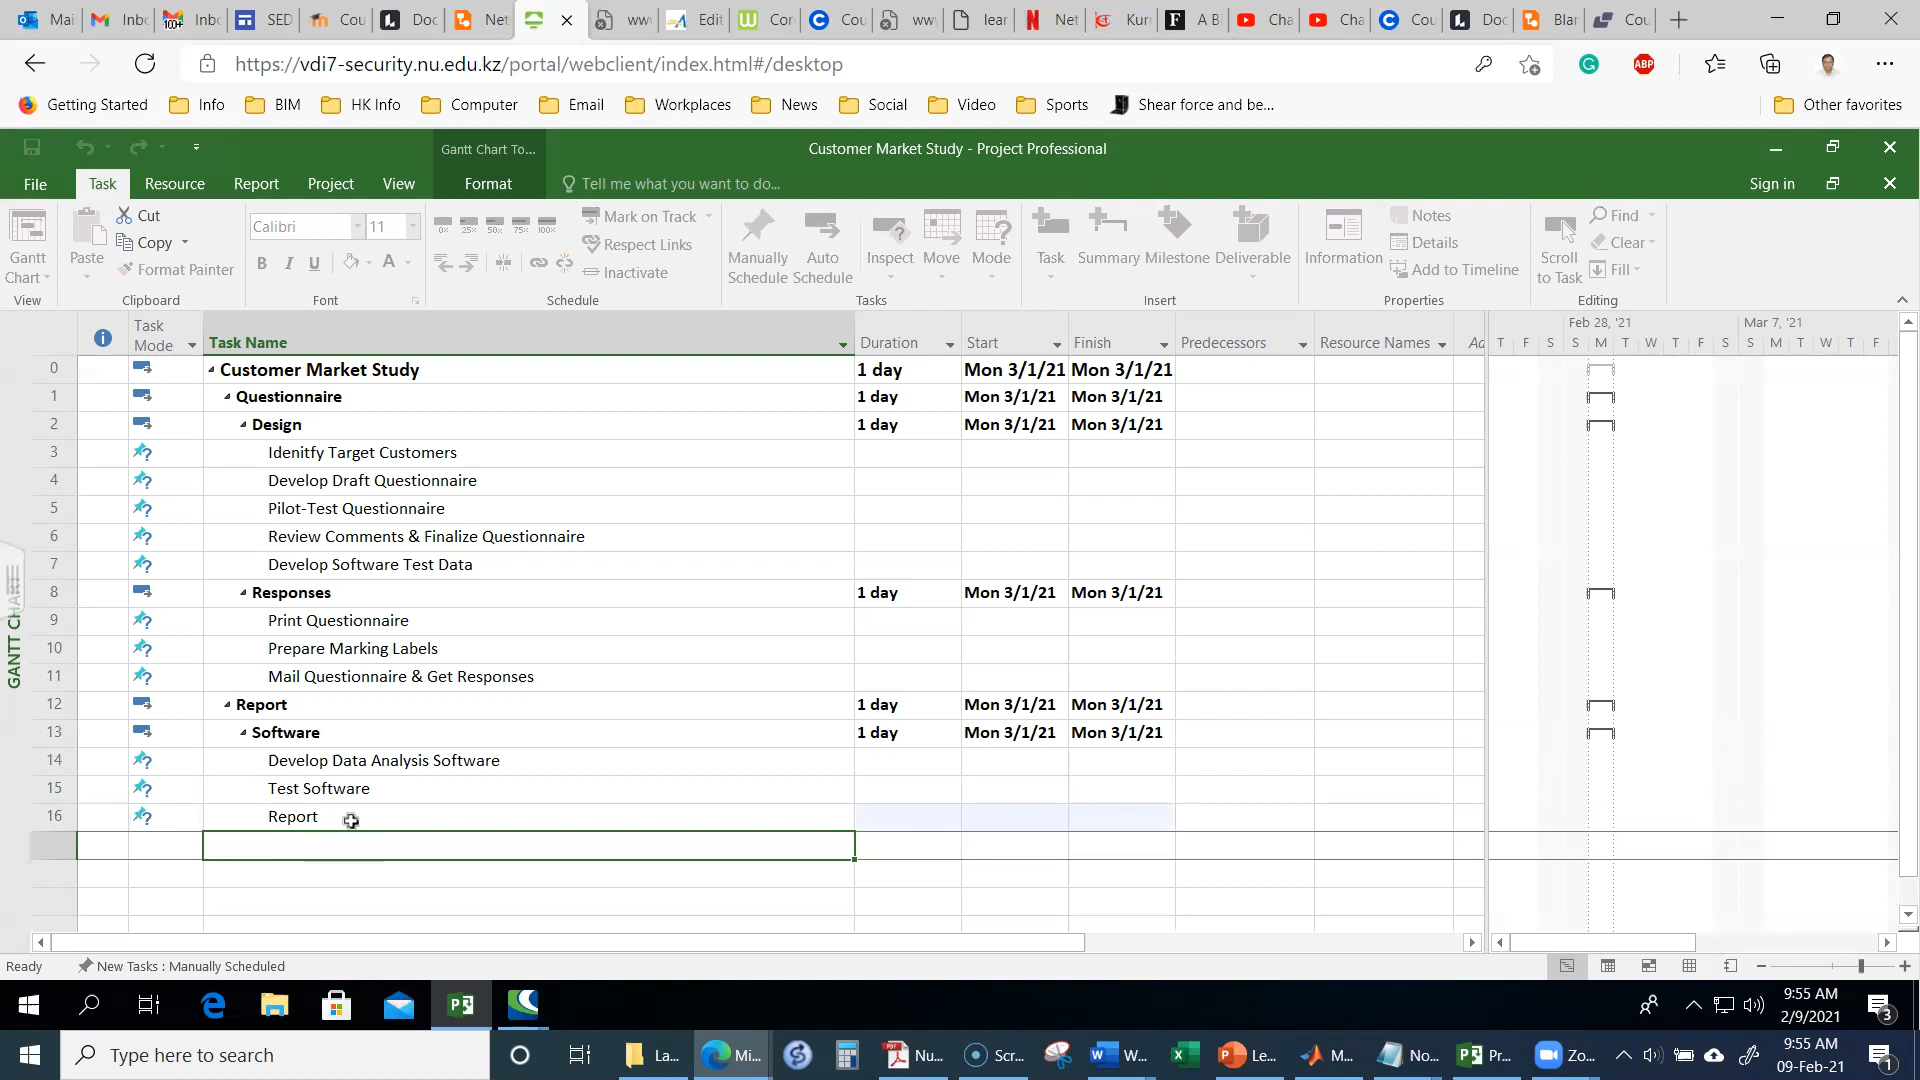 Mai
Inb
Inb
SED
Cou
Doc
Net
ww
Edit
Cor
Cou
ww
lear
Net
Kur
A B
Cha
Cha
Cou
Doc
Blar
Cou
https://vdi7-security.nu.edu.kz/portal/webclient/index.html#/desktop
ABP
Getting Started
Info
BIM
HK Info
Computer
Email
Workplaces
News
Social
Video
Sports
Shear force and be...
Other favorites
Gantt Chart To...
Customer Market Study - Project Professional
File
Task
Resource
Report
Project
View
Format
Tell me what you want to do...
Sign in
Gantt Chart
View
Paste
Cut
Copy
Format Painter
Clipboard
Calibri
11
B I U
A
Font
0%
25%
50%
75%
100%
Mark on Track
Respect Links
Inactivate
Schedule
Manually Schedule
Auto Schedule
Inspect
Move
Mode
Tasks
Task
Summary
Milestone
Deliverable
Insert
Information
Notes
Details
Add to Timeline
Properties
Scroll to Task
Find
Clear
Fill
Editing
Task Mode
Task Name
Duration
Start
Finish
Predecessors
Resource Names
Ad
Feb 28, '21
Mar 7, '21
T F S S M T W T F S S M T W T F
0 Customer Market Study 1 day Mon 3/1/21 Mon 3/1/21
1 Questionnaire 1 day Mon 3/1/21 Mon 3/1/21
2 Design 1 day Mon 3/1/21 Mon 3/1/21
3 Idenitfy Target Customers
4 Develop Draft Questionnaire
5 Pilot-Test Questionnaire
6 Review Comments & Finalize Questionnaire
7 Develop Software Test Data
8 Responses 1 day Mon 3/1/21 Mon 3/1/21
9 Print Questionnaire
10 Prepare Marking Labels
11 Mail Questionnaire & Get Responses
12 Report 1 day Mon 3/1/21 Mon 3/1/21
13 Software 1 day Mon 3/1/21 Mon 3/1/21
14 Develop Data Analysis Software
15 Test Software
16 Report
GANTT CHART
Ready
New Tasks : Manually Scheduled
9:55 AM
2/9/2021
3
Type here to search
La...
Mi...
Nu...
Scr...
W...
Le...
M...
No...
Pr...
Zo...
9:55 AM
09-Feb-21
1